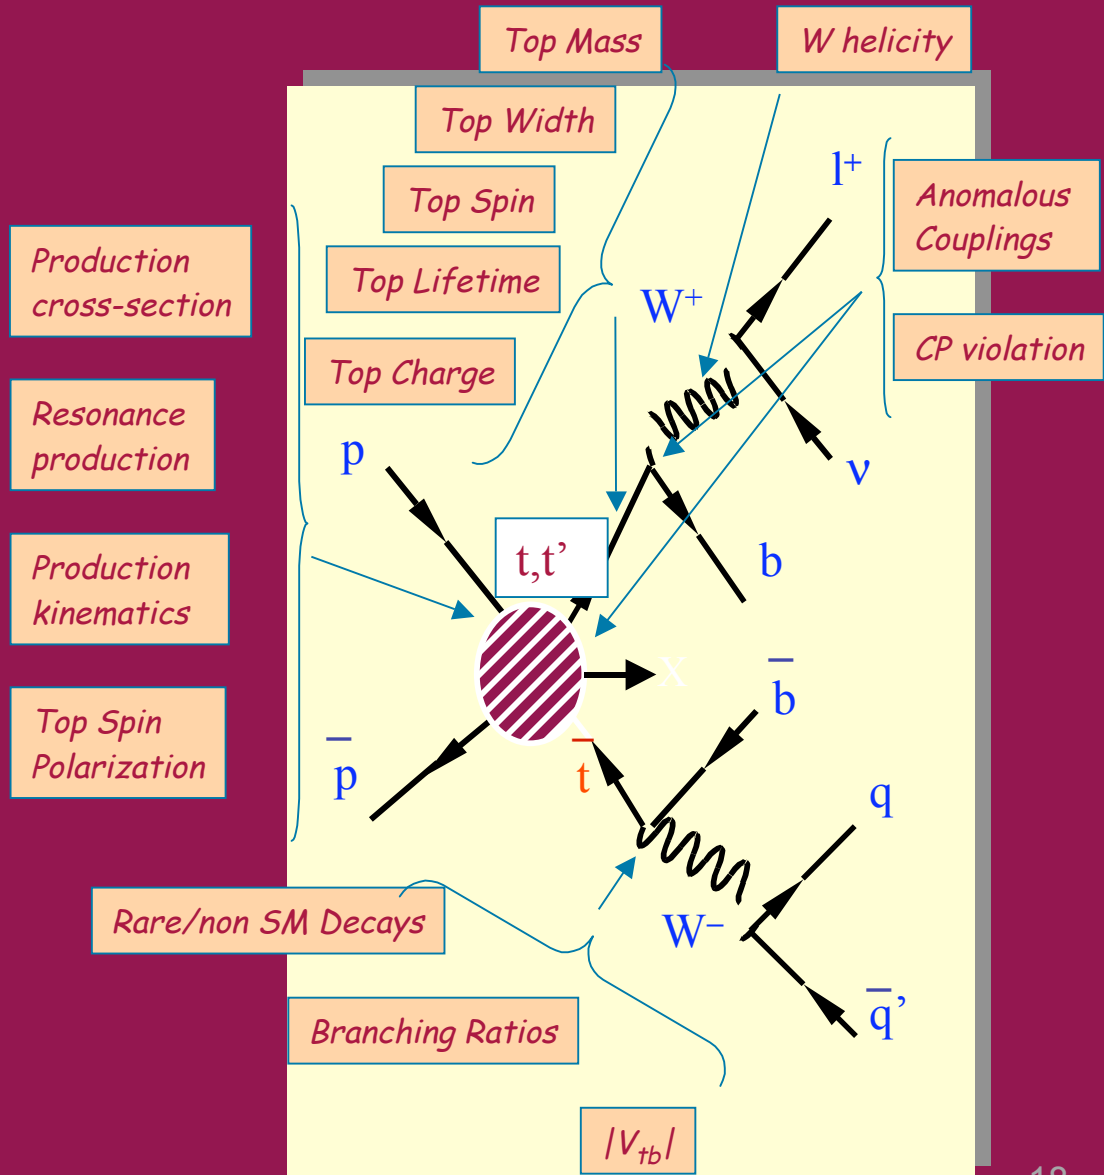 Top Mass
W helicity
Top Width
l⁺
Top Spin
Anomalous
Couplings
Production
cross-section
Top Lifetime
W⁺
CP violation
Top Charge
Resonance
production
p
ν
t,t’
b
Production
kinematics
X
b̅
Top Spin
Polarization
p̅
t̅
q
Rare/non SM Decays
W⁻
q̅’
Branching Ratios
|V_tb|